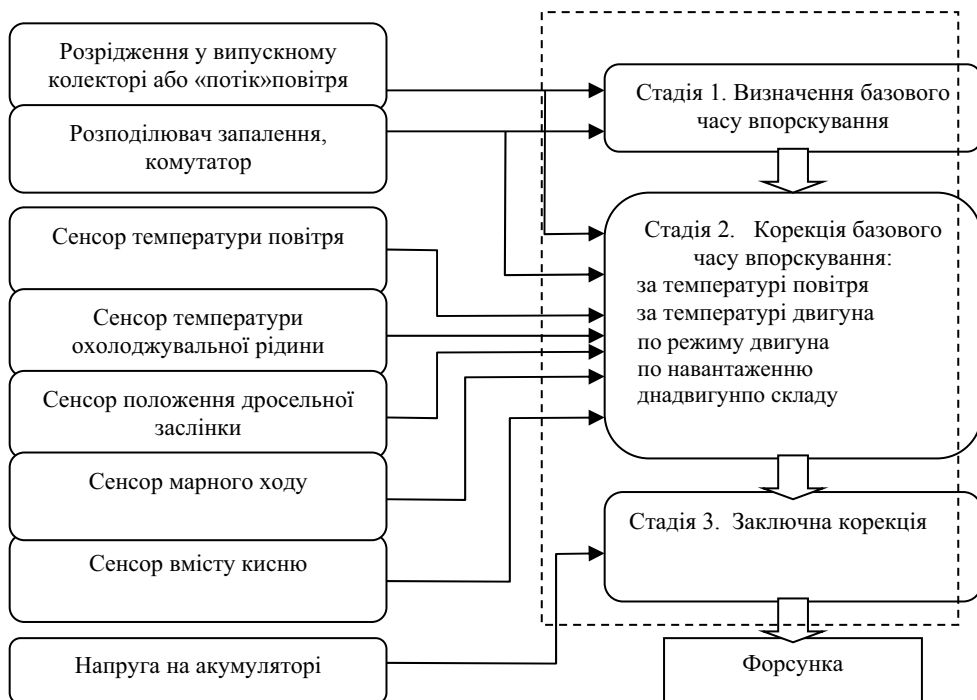 Розрідження у випускному
колекторі або «потік»повітря
Розподілювач запалення,
комутатор
Сенсор температури повітря
Сенсор температури
охолоджувальної рідини
Сенсор положення дросельної
заслінки
Сенсор марного ходу
Сенсор вмісту кисню
Напруга на акумуляторі
Стадія 1. Визначення базового
часу впорскування
Стадія 2. Корекція базового
часу впорскування:
за температурі повітря
за температурі двигуна
по режиму двигуна
по навантаженню
днадвигунпо складу
Стадія 3. Заключна корекція
Форсунка